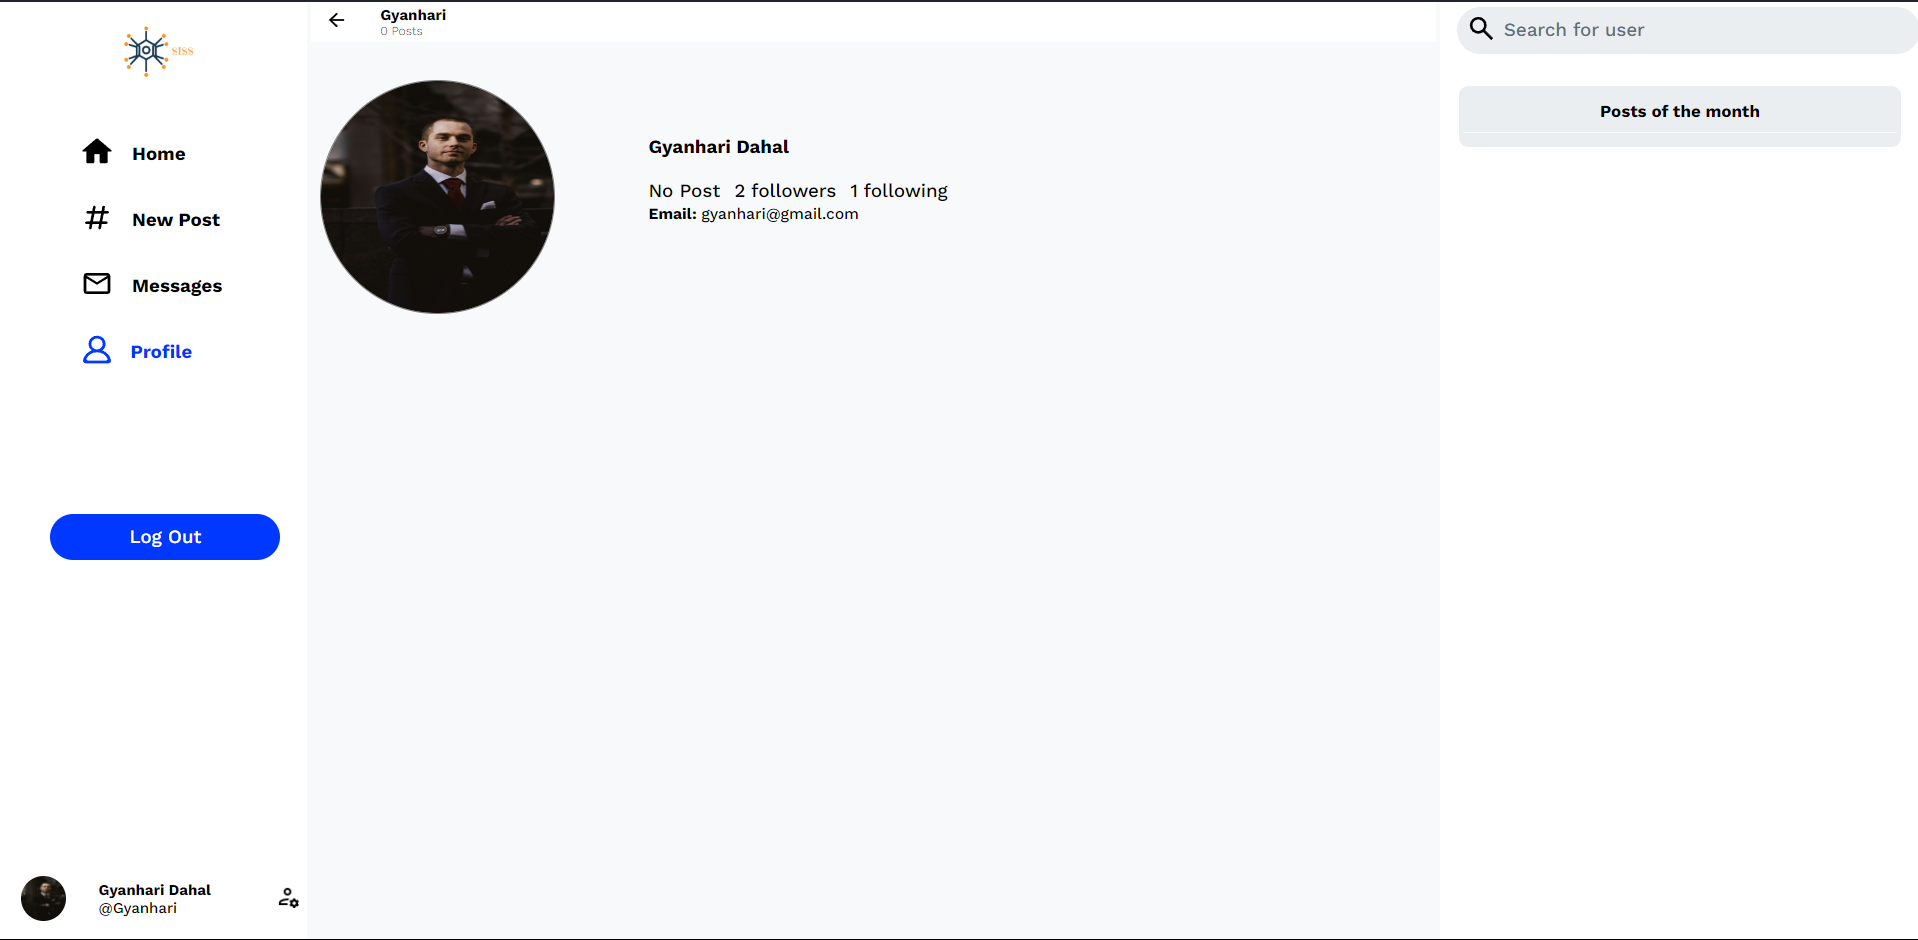 SISS
Home
New Post
Messages
Profile
Log Out
Gyanhari Dahal
@Gyanhari
Gyanhari
0 Posts
Gyanhari Dahal
No Post 2 followers 1 following
Email: gyanhari@gmail.com
Search for user
Posts of the month